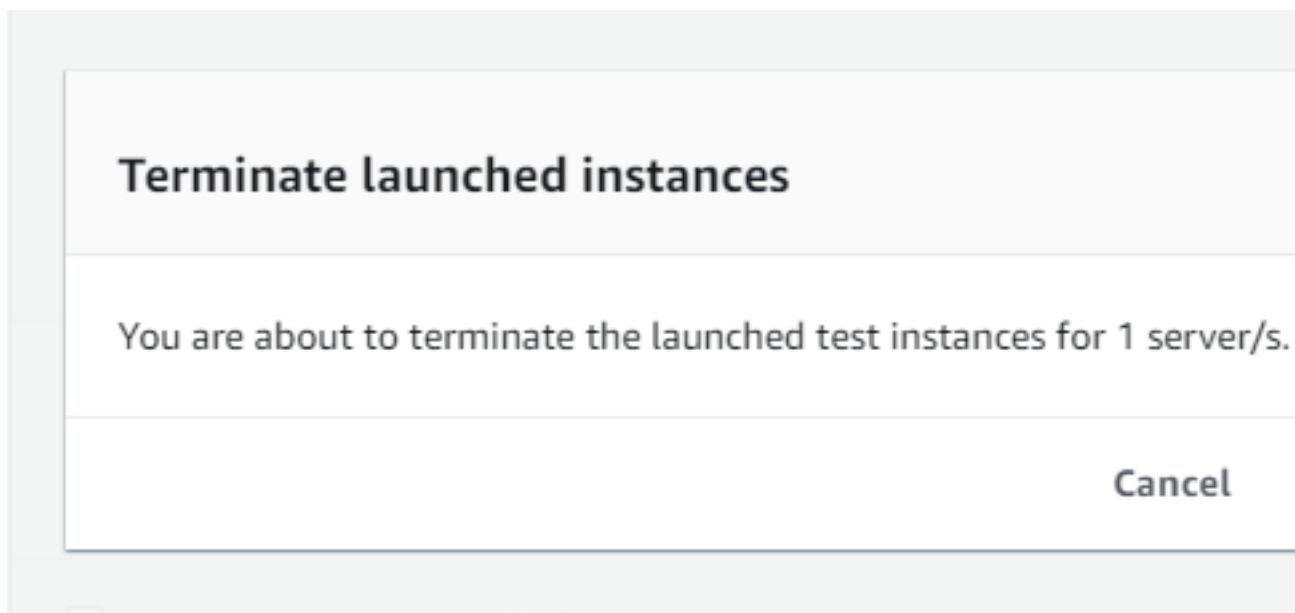 Terminate launched instances
You are about to terminate the launched test instances for 1 server/s.
Cancel